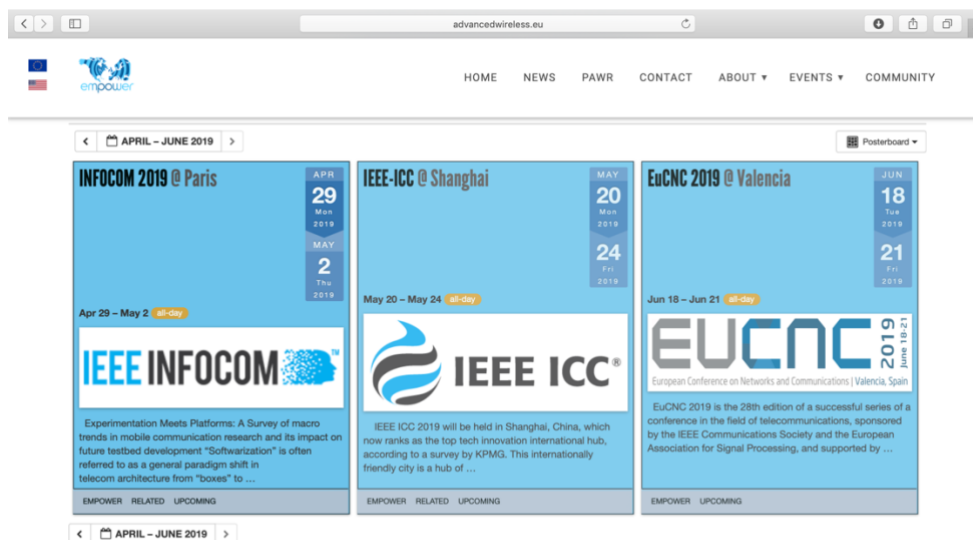 advancedwireless.eu
empower
HOME NEWS PAWR CONTACT ABOUT ▾ EVENTS ▾ COMMUNITY
APRIL – JUNE 2019
Posterboard
INFOCOM 2019 @ Paris
APR
29
Mon
2019
MAY
2
Thu
2019
Apr 29 – May 2 all-day
IEEE INFOCOM™
Experimentation Meets Platforms: A Survey of macro
trends in mobile communication research and its impact on
future testbed development “Softwarization” is often
referred to as a general paradigm shift in
telecom architecture from “boxes” to …
EMPOWER RELATED UPCOMING
IEEE-ICC @ Shanghai
MAY
20
Mon
2019
24
Fri
2019
May 20 – May 24 all-day
IEEE ICC®
IEEE ICC 2019 will be held in Shanghai, China, which
now ranks as the top tech innovation international hub,
according to a survey by KPMG. This internationally
friendly city is a hub of …
EMPOWER RELATED UPCOMING
EuCNC 2019 @ Valencia
JUN
18
Tue
2019
21
Fri
2019
Jun 18 – Jun 21 all-day
EUCNC
2019
June 18-21
European Conference on Networks and Communications | Valencia, Spain
EuCNC 2019 is the 28th edition of a successful series of a
conference in the field of telecommunications, sponsored
by the IEEE Communications Society and the European
Association for Signal Processing, and supported by …
EMPOWER UPCOMING
APRIL – JUNE 2019